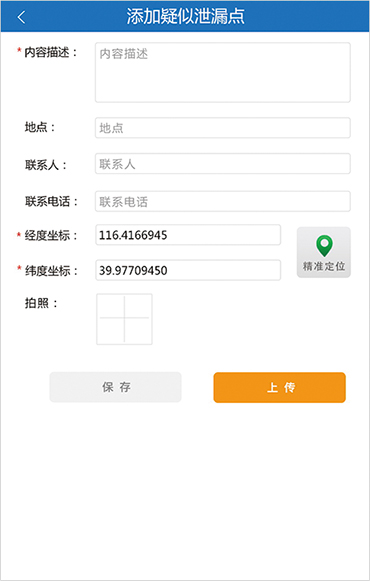 添加疑似泄漏点
* 内容描述： 内容描述
地点： 地点
联系人： 联系人
联系电话： 联系电话
* 经度坐标： 116.4166945
* 纬度坐标： 39.97709450
精准定位
拍照：
保存 上传